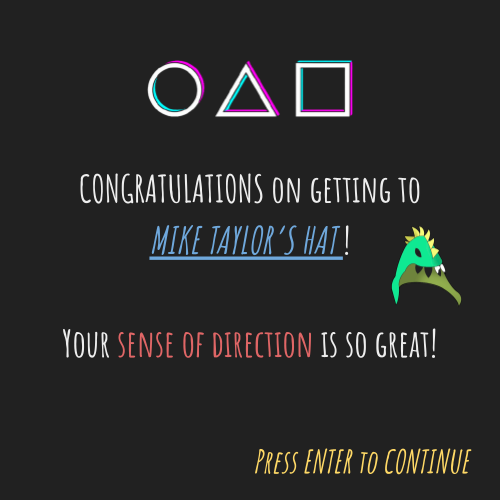 CONGRATULATIONS on getting to
MIKE TAYLOR'S HAT!
Your sense of direction is so great!
Press ENTER to CONTINUE